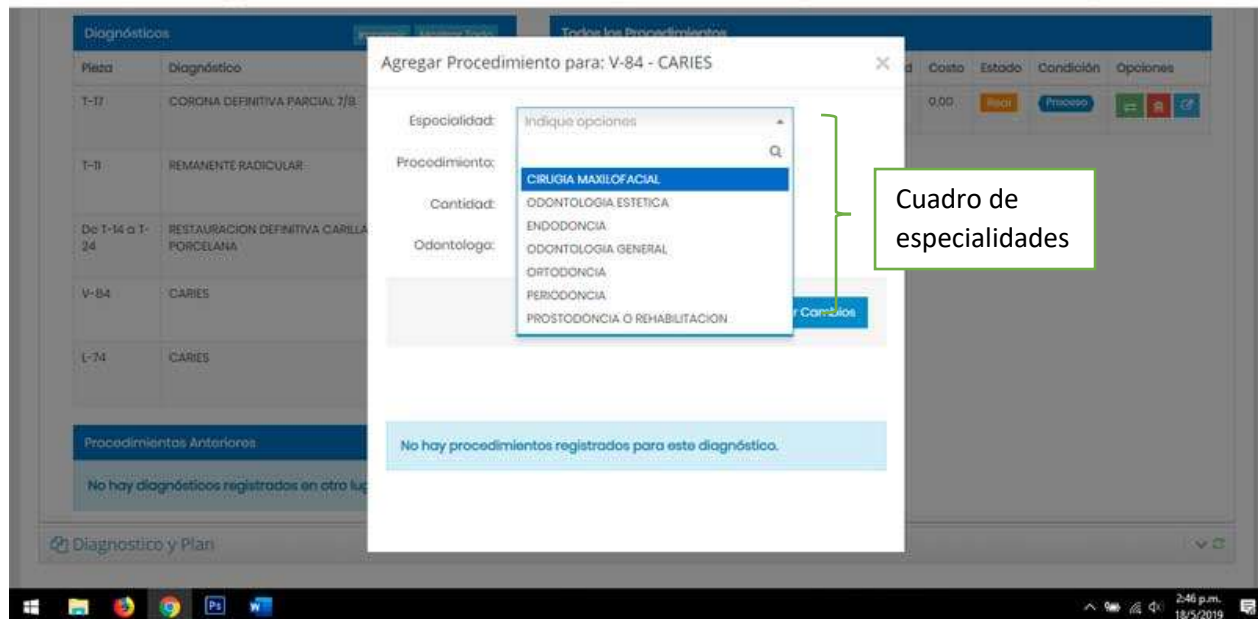 Diagnósticos Mostrar Todo Todos los Procedimientos
Pieza Diagnóstico Costo Estado Condición Opciones
T-17 CORONA DEFINITIVA PARCIAL 7/8 0,00 Proceso
T-11 REMANENTE RADICULAR
De T-14 a T-24 RESTAURACION DEFINITIVA CARILLA PORCELANA
V-84 CARIES
L-74 CARIES
Procedimientos Anteriores
No hay diagnósticos registrados en otro
Diagnostico y Plan
Agregar Procedimiento para: V-84 - CARIES ×
Especialidad: Indique opciones
CIRUGIA MAXILOFACIAL
ODONTOLOGIA ESTETICA
ENDODONCIA
ODONTOLOGIA GENERAL
ORTODONCIA
PERIODONCIA
PROSTODONCIA O REHABILITACION
Procedimiento:
Cantidad:
Odontologo:
Cambios
No hay procedimientos registrados para este diagnóstico.
Cuadro de
especialidades
Ps
2:46 p.m.
18/5/2019